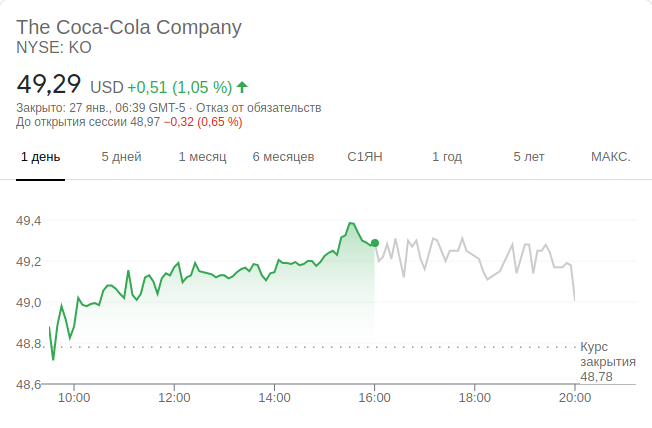 The Coca-Cola Company
NYSE: KO
49,29 USD +0,51 (1,05 %)
Закрыто: 27 янв., 06:39 GMT-5 · Отказ от обязательств
До открытия сессии 48,97 −0,32 (0,65 %)
1 день 5 дней 1 месяц 6 месяцев С1ЯН 1 год 5 лет МАКС.
49,4
49,2
49,0
48,8
Курс
закрытия
48,78
48,6
10:00 12:00 14:00 16:00 18:00 20:00